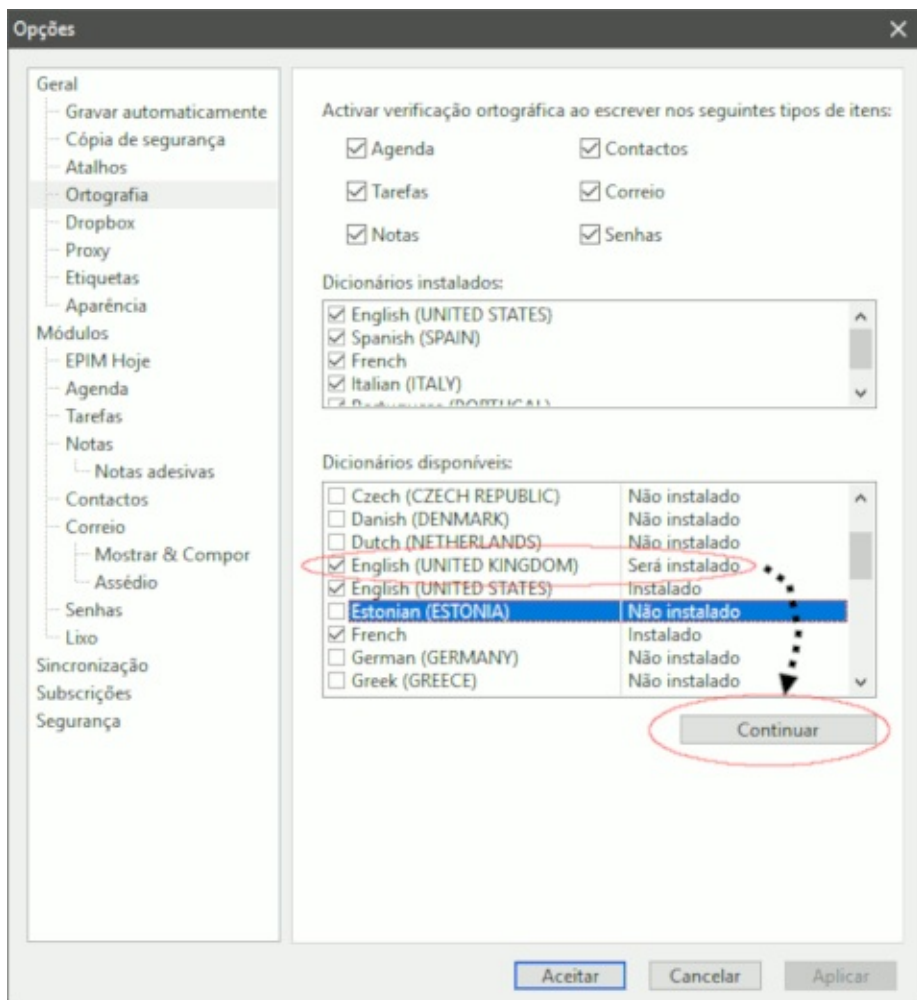 Opções
Geral
Gravar automaticamente
Cópia de segurança
Atalhos
Ortografia
Dropbox
Proxy
Etiquetas
Aparência
Módulos
EPIM Hoje
Agenda
Tarefas
Notas
Notas adesivas
Contactos
Correio
Mostrar & Compor
Assédio
Senhas
Lixo
Sincronização
Subscrições
Segurança
Activar verificação ortográfica ao escrever nos seguintes tipos de itens:
Agenda Contactos
Tarefas Correio
Notas Senhas
Dicionários instalados:
English (UNITED STATES)
Spanish (SPAIN)
French
Italian (ITALY)
Portuguese (PORTUGAL)
Dicionários disponíveis:
Czech (CZECH REPUBLIC) Não instalado
Danish (DENMARK) Não instalado
Dutch (NETHERLANDS) Não instalado
English (UNITED KINGDOM) Será instalado
English (UNITED STATES) Instalado
Estonian (ESTONIA) Não instalado
French Instalado
German (GERMANY) Não instalado
Greek (GREECE) Não instalado
Continuar
Aceitar Cancelar Aplicar